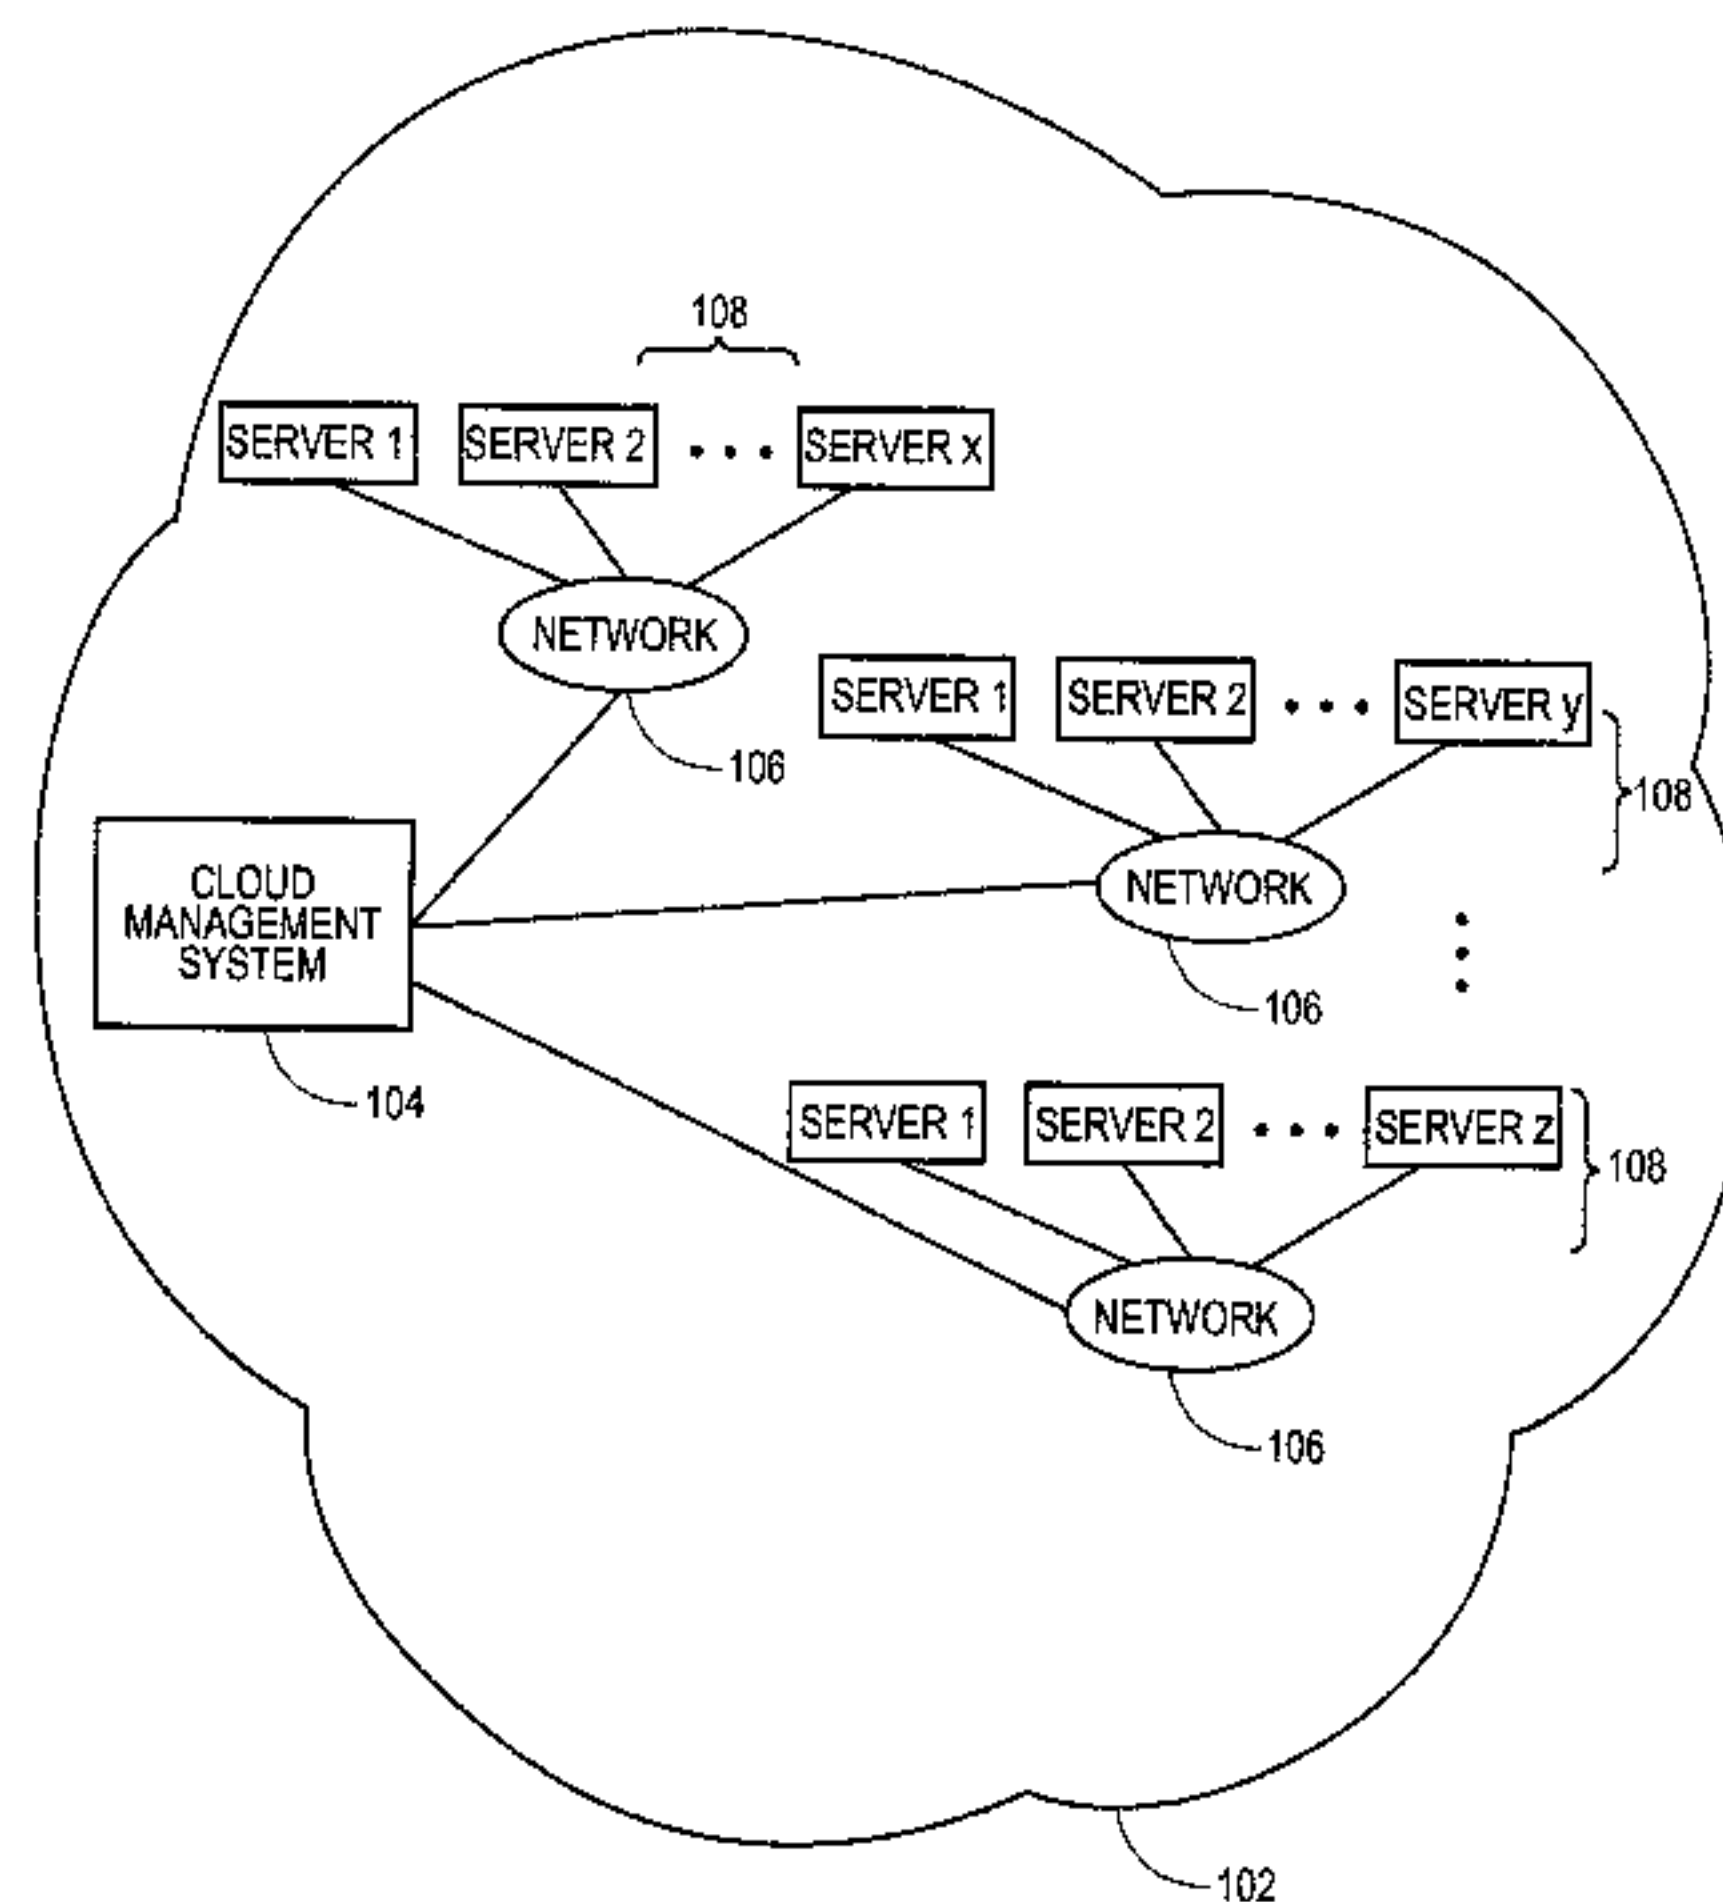 108
SERVER 1
SERVER 2
SERVER x
NETWORK
106
SERVER 1
SERVER 2
SERVER y
108
NETWORK
106
CLOUD
MANAGEMENT
SYSTEM
104
SERVER 1
SERVER 2
SERVER z
108
NETWORK
106
102